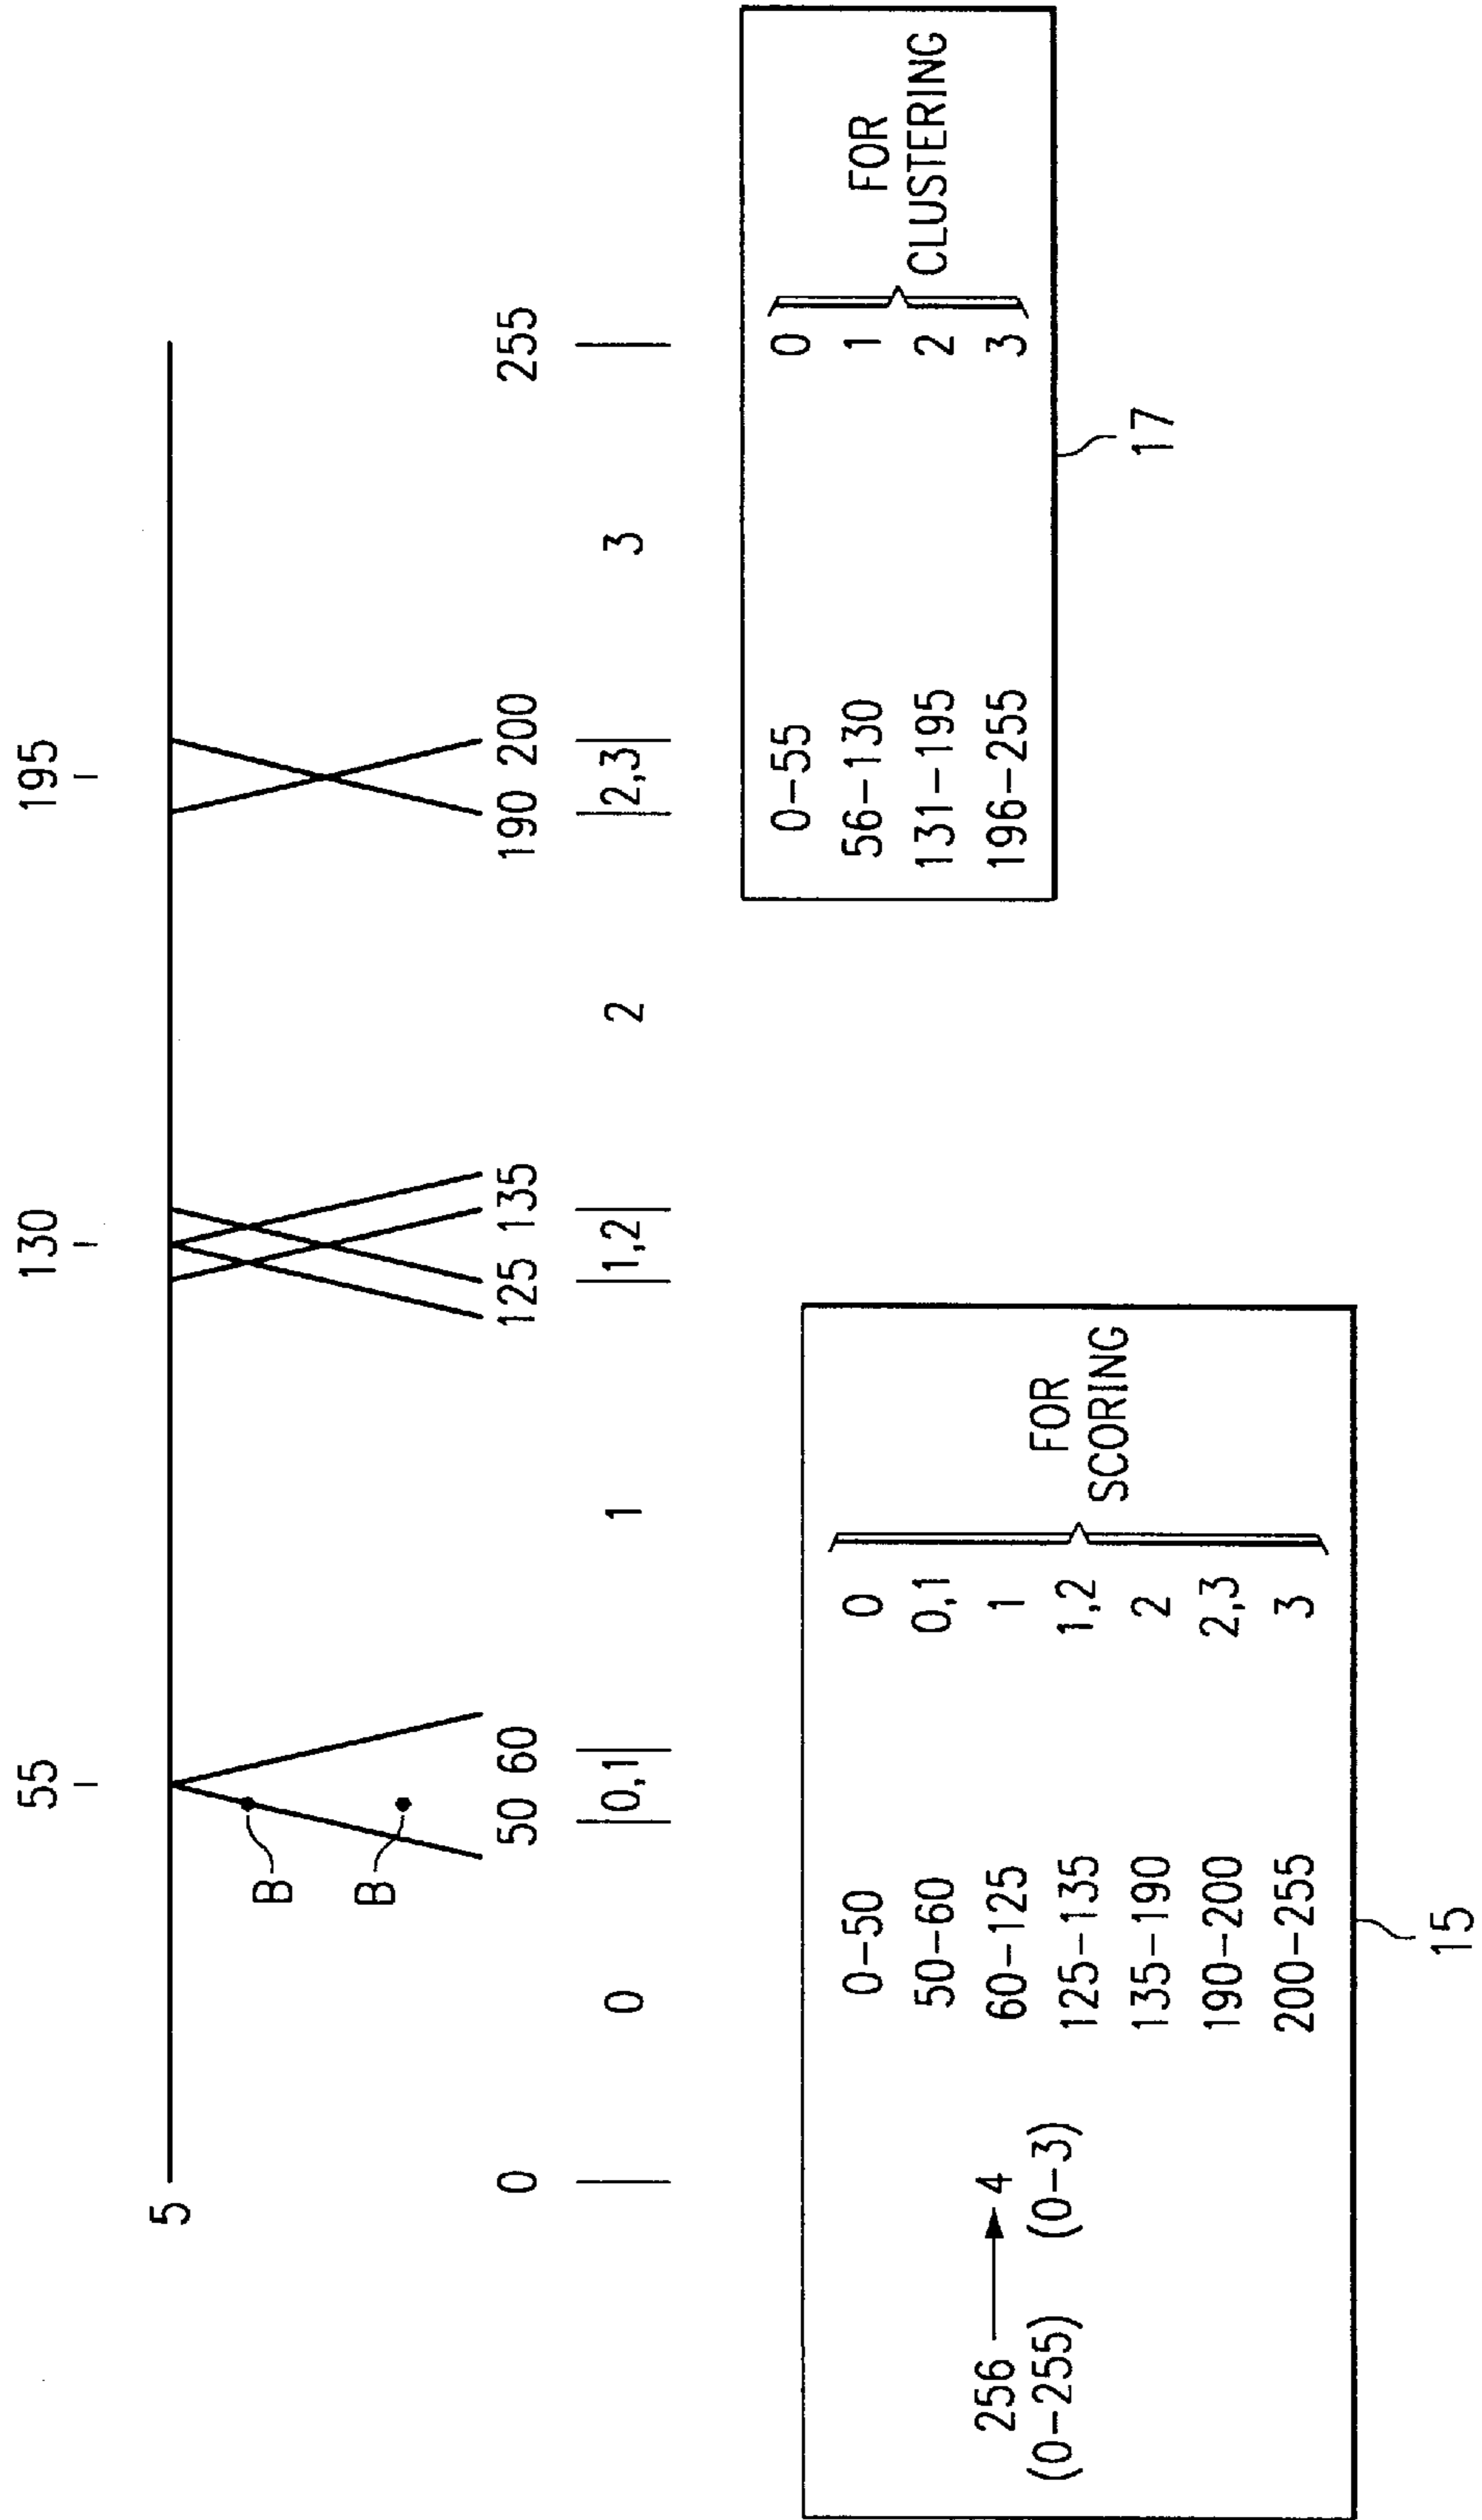 55 130 195
5
B
B
0 50 60 125 135 190 200 255
0 0,1 1 1,2 2 2,3 3
256 → 4
(0-255) (0-3)
0-50 0
50-60 0,1
60-125 1
125-135 1,2
135-190 2
190-200 2,3
200-255 3
FOR
SCORING
15
0-55 0
56-130 1
131-195 2
196-255 3
FOR
CLUSTERING
17